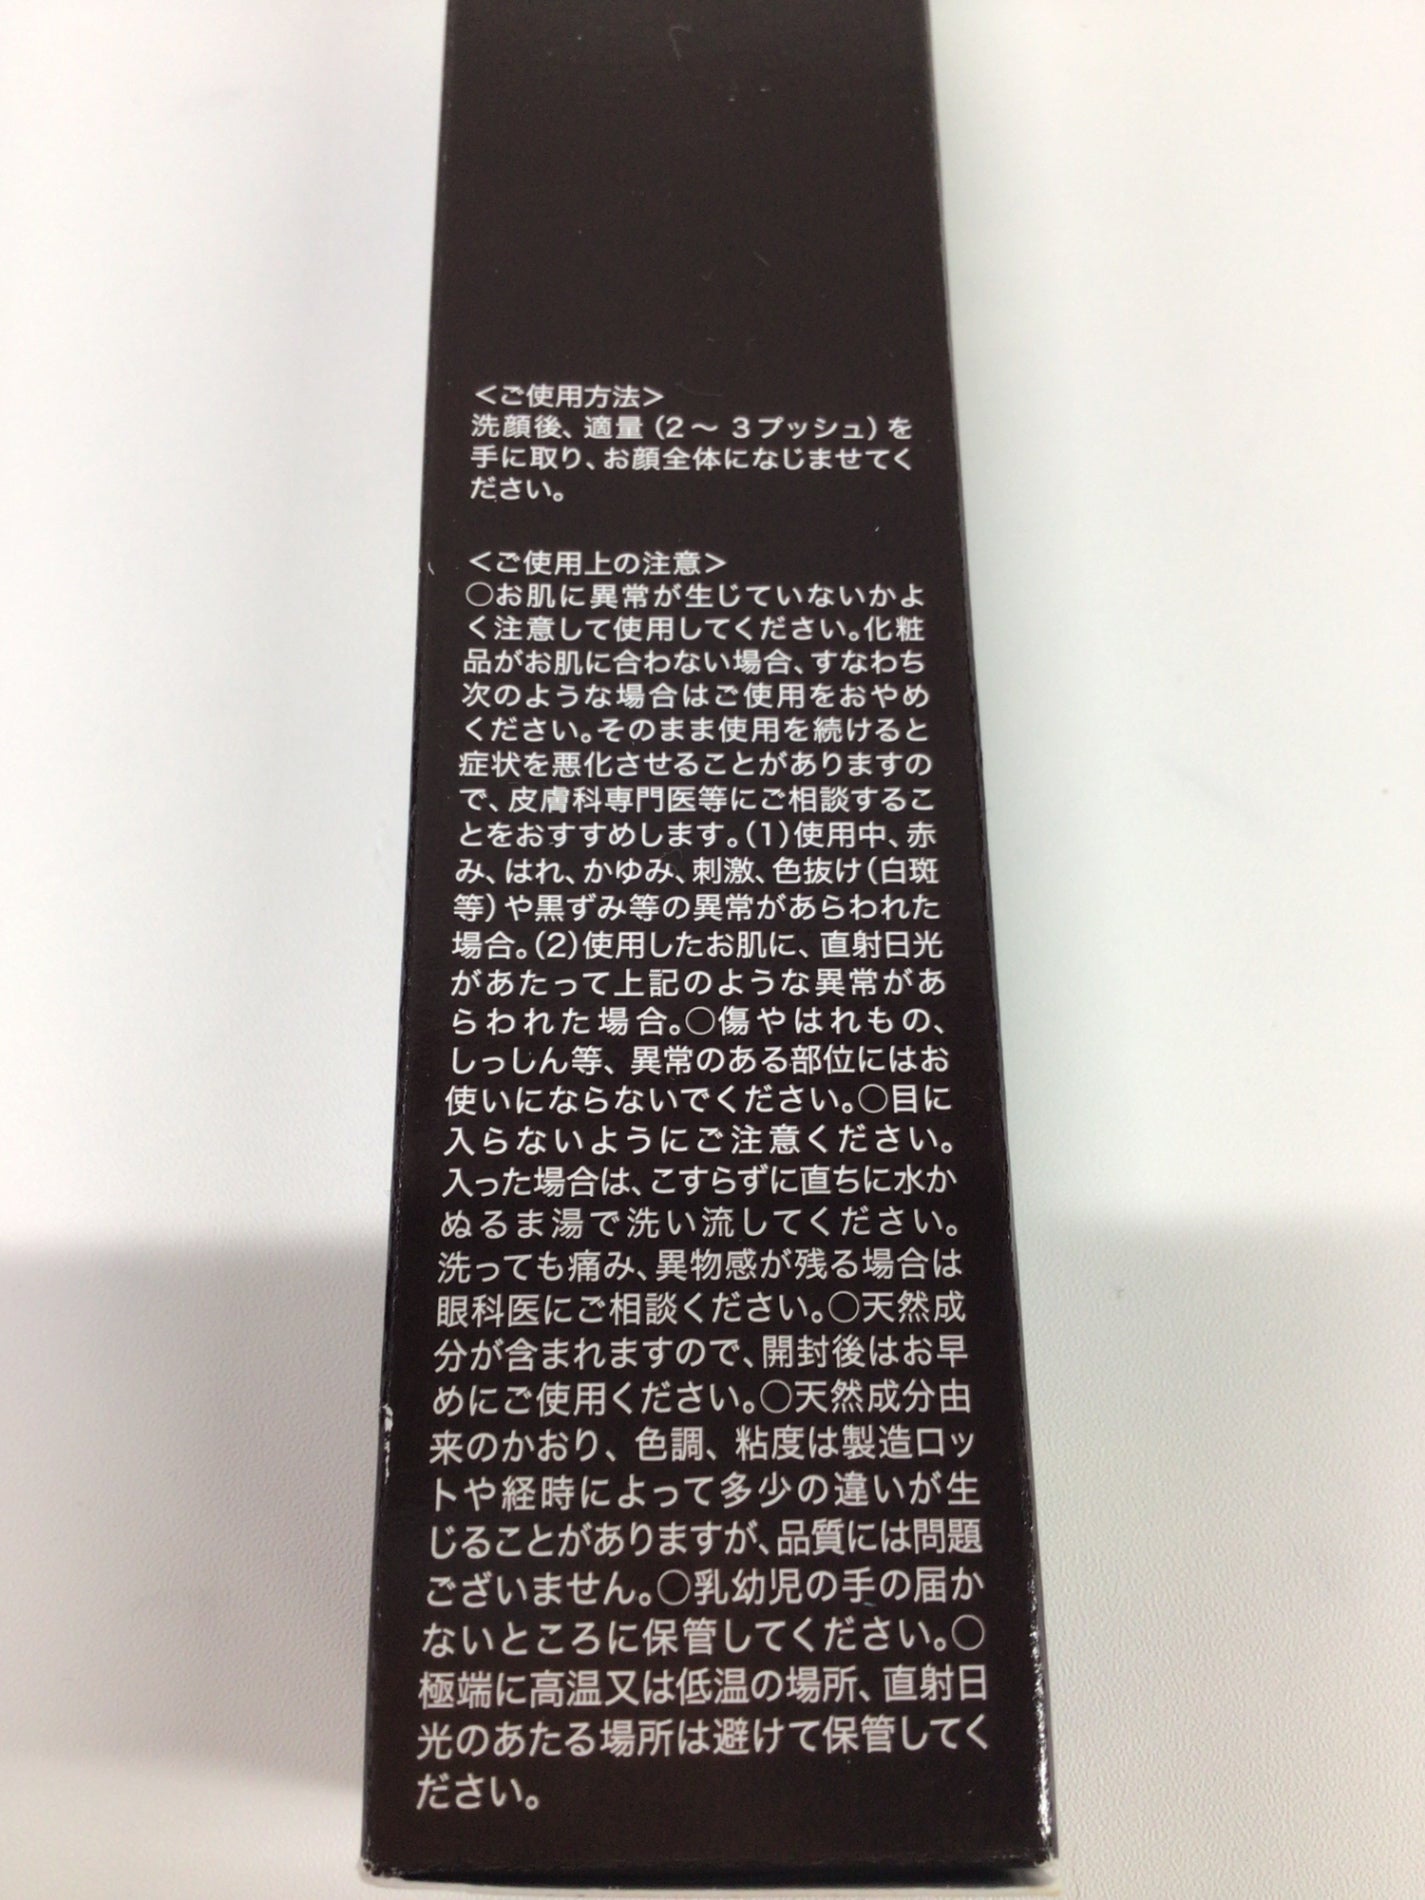 ＜ご使用方法＞
洗顔後、適量（2～3プッシュ）を
手に取り、お顔全体になじませてく
ださい。
＜ご使用上の注意＞
○お肌に異常が生じていないかよ
く注意して使用してください。化粧
品がお肌に合わない場合、すなわち
次のような場合はご使用をおやめ
ください。そのまま使用を続けると
症状を悪化させることがありますの
で、皮膚科専門医等にご相談するこ
とをおすすめします。（1）使用中、赤
み、はれ、かゆみ、刺激、色抜け（白斑
等）や黒ずみ等の異常があらわれた
場合。（2）使用したお肌に、直射日光
があたって上記のような異常があ
らわれた場合。○傷やはれもの、
しっしん等、異常のある部位にはお
使いにならないでください。○目に
入らないようにご注意ください。
入った場合は、こすらずに直ちに水か
ぬるま湯で洗い流してください。
洗っても痛み、異物感が残る場合は
眼科医にご相談ください。○天然成
分が含まれますので、開封後はお早
めにご使用ください。○天然成分由
来のかおり、色調、粘度は製造ロッ
トや経時によって多少の違いが生
じることがありますが、品質には問題
ございません。○乳幼児の手の届か
ないところに保管してください。○
極端に高温又は低温の場所、直射日
光のあたる場所は避けて保管してく
ださい。